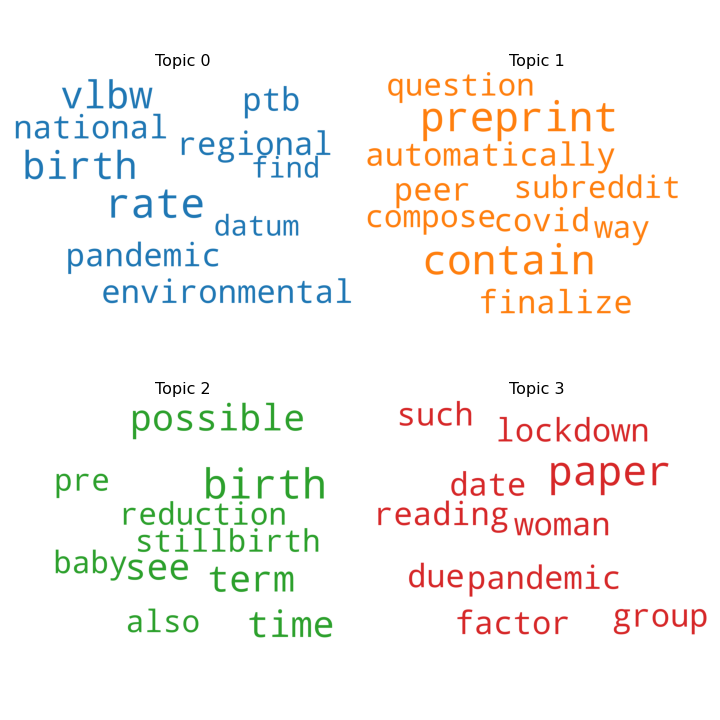 Topic 0
vlbw
ptb
national
regional
birth
find
rate
datum
pandemic
environmental
Topic 1
question
preprint
automatically
peer
subreddit
compose
covid
way
contain
finalize
Topic 2
possible
pre
birth
reduction
stillbirth
baby
see
term
also
time
Topic 3
such
lockdown
paper
date
reading
woman
due
pandemic
factor
group